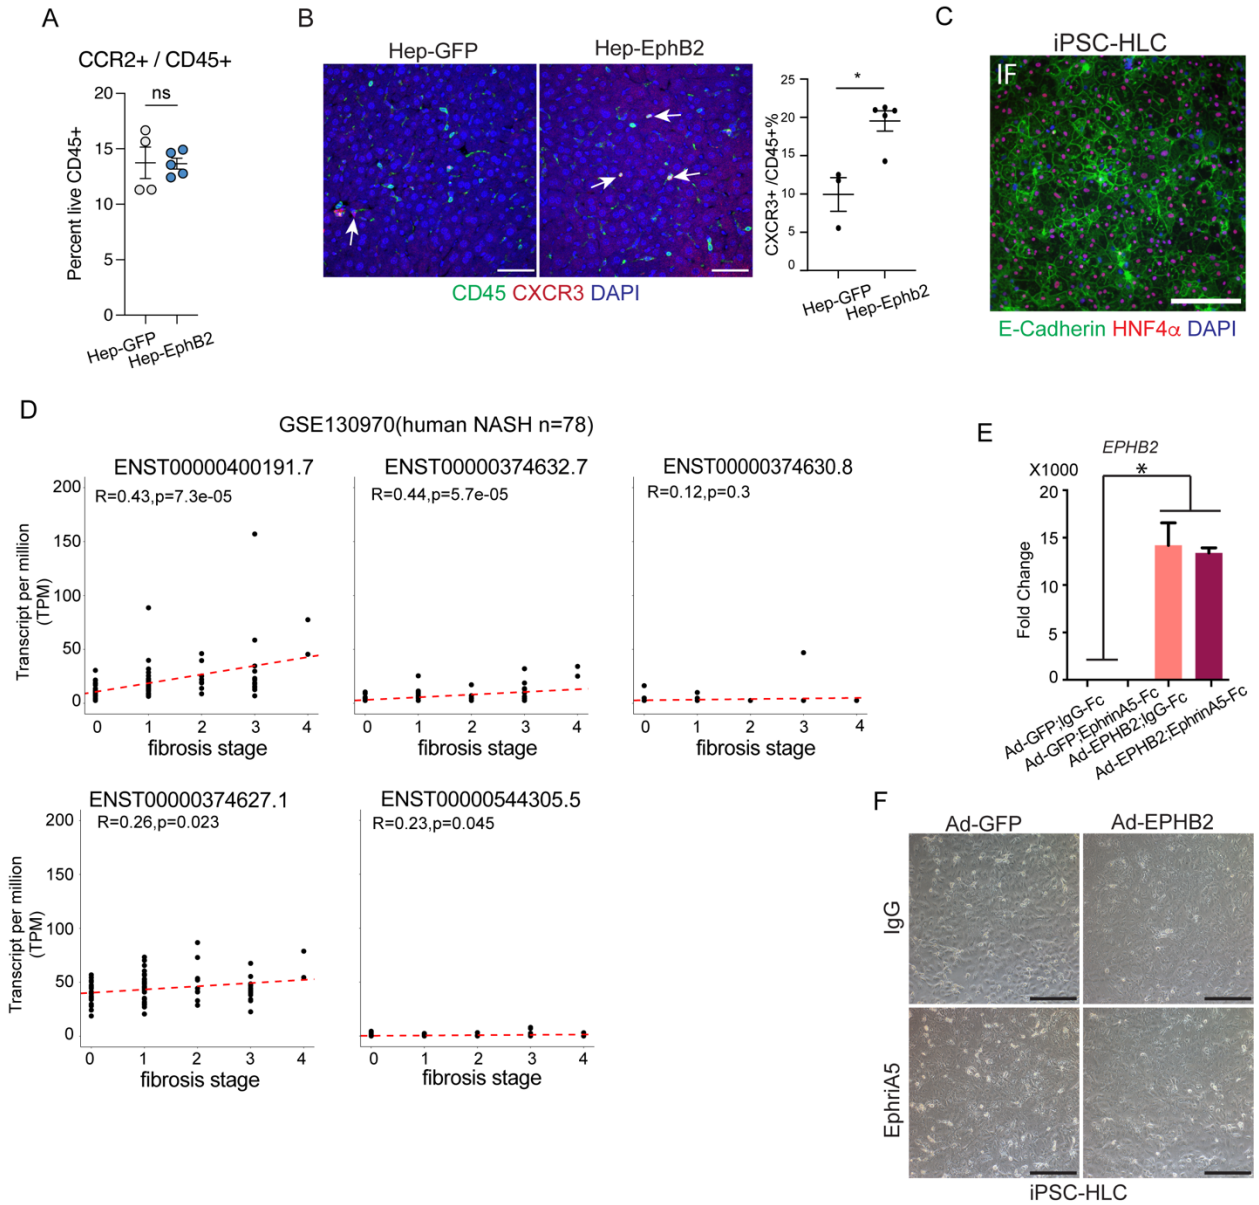 A
CCR2+ / CD45+
Percent live CD45+
20
15
10
5
0
ns
Hep-GFP
Hep-EphB2
B
Hep-GFP
Hep-EphB2
CD45 CXCR3 DAPI
CXCR3+ /CD45+%
25
20
15
10
5
0
*
Hep-GFP
Hep-Ephb2
C
iPSC-HLC
IF
E-Cadherin HNF4α DAPI
D
GSE130970(human NASH n=78)
ENST00000400191.7
R=0.43,p=7.3e-05
Transcript per million
(TPM)
200
150
100
50
0
0 1 2 3 4
fibrosis stage
ENST00000374632.7
R=0.44,p=5.7e-05
0 1 2 3 4
fibrosis stage
ENST00000374630.8
R=0.12,p=0.3
0 1 2 3 4
fibrosis stage
ENST00000374627.1
R=0.26,p=0.023
Transcript per million
(TPM)
200
150
100
50
0
0 1 2 3 4
fibrosis stage
ENST00000544305.5
R=0.23,p=0.045
0 1 2 3 4
fibrosis stage
E
EPHB2
X1000
*
Fold Change
20
15
10
5
0
Ad-GFP;IgG-Fc
Ad-GFP;EphrinA5-Fc
Ad-EPHB2;IgG-Fc
Ad-EPHB2;EphrinA5-Fc
F
Ad-GFP
Ad-EPHB2
IgG
EphriA5
iPSC-HLC